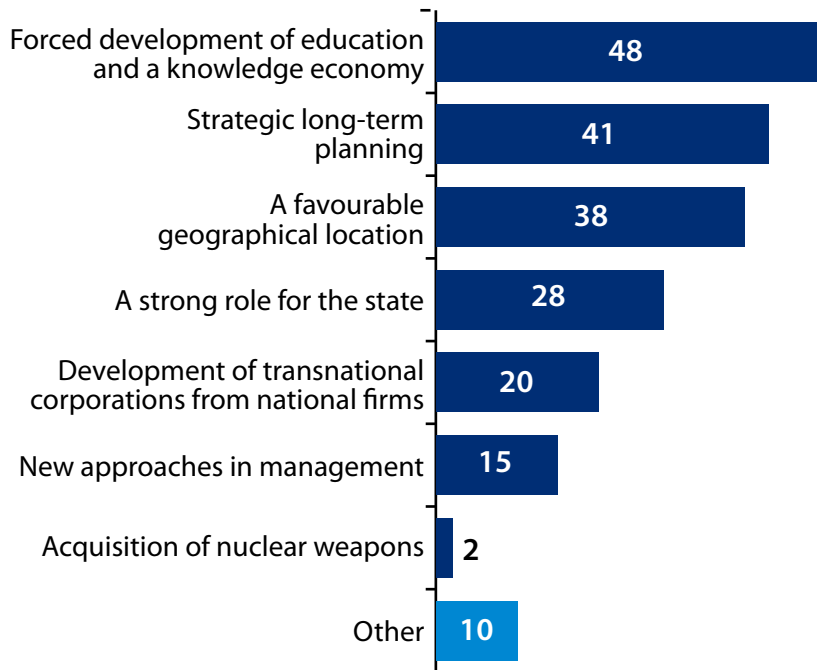 Forced development of education
and a knowledge economy
48
Strategic long-term
planning
41
A favourable
geographical location
38
A strong role for the state
28
Development of transnational
corporations from national firms
20
New approaches in management
15
Acquisition of nuclear weapons
2
Other
10